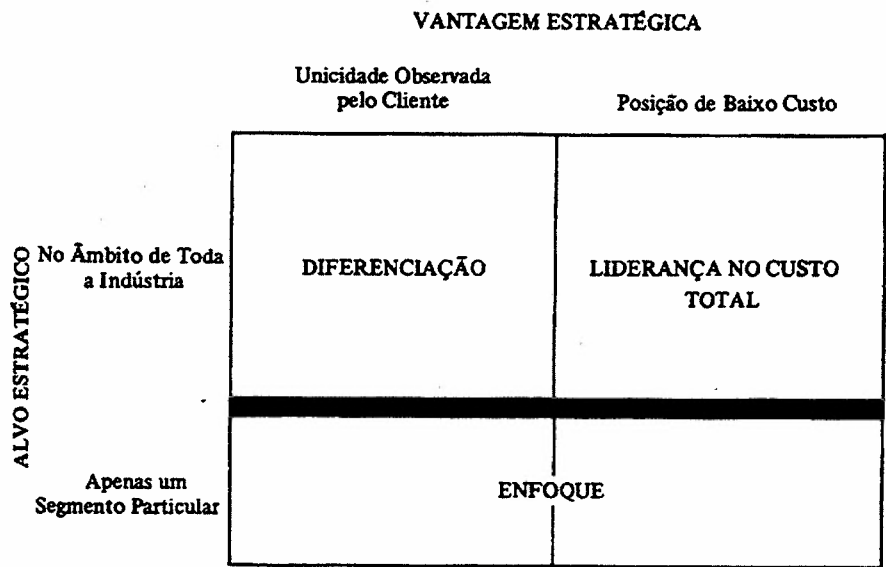 VANTAGEM ESTRATÉGICA
Unicidade Observada
pelo Cliente
Posição de Baixo Custo
ALVO ESTRATÉGICO
No Âmbito de Toda
a Indústria
DIFERENCIAÇÃO
LIDERANÇA NO CUSTO
TOTAL
Apenas um
Segmento Particular
ENFOQUE